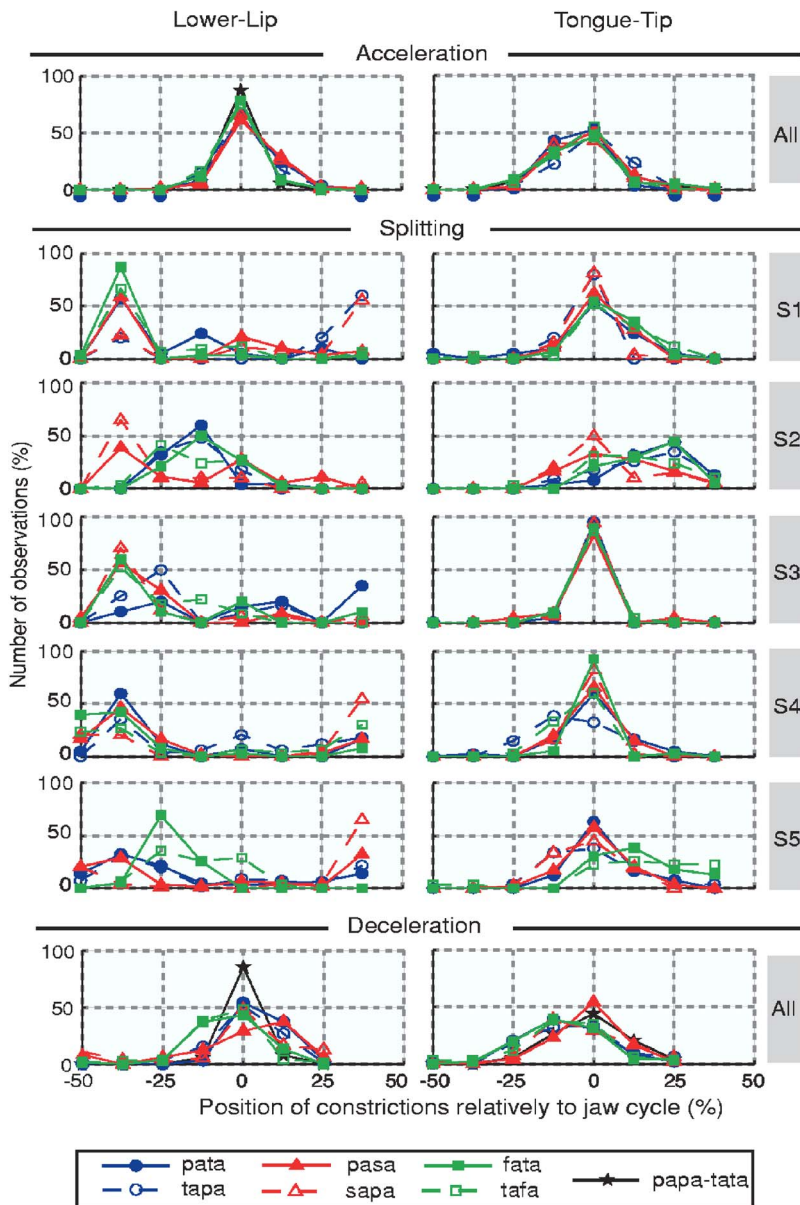 Lower-Lip Tongue-Tip
Acceleration
100
50
0
All
Splitting
100
50
0
S1
100
50
0
S2
100
50
0
S3
100
50
0
S4
100
50
0
S5
Number of observations (%)
Deceleration
100
50
0
All
-50 -25 0 25 50 -50 -25 0 25 50
Position of constrictions relatively to jaw cycle (%)
pata pasa fata papa-tata
tapa sapa tafa